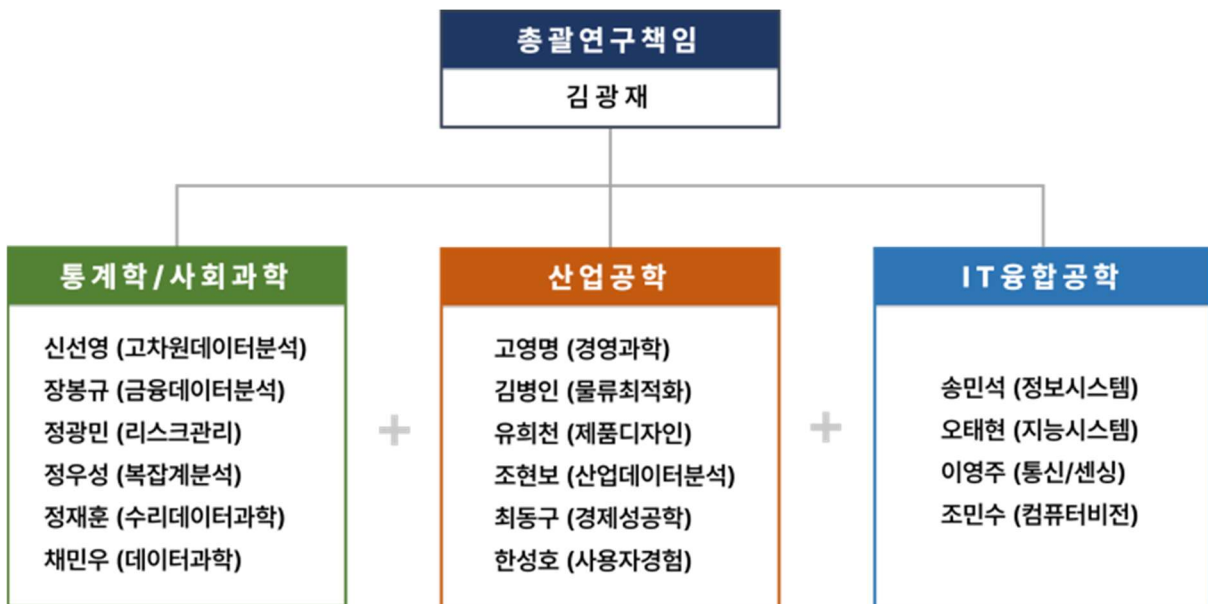 총괄연구책임
김광재
통계학/사회과학
신선영 (고차원데이터분석)
장봉규 (금융데이터분석)
정광민 (리스크관리)
정우성 (복잡계분석)
정재훈 (수리데이터과학)
채민우 (데이터과학)
+
산업공학
고영명 (경영과학)
김병인 (물류최적화)
유희천 (제품디자인)
조현보 (산업데이터분석)
최동구 (경제성공학)
한성호 (사용자경험)
+
IT융합공학
송민석 (정보시스템)
오태현 (지능시스템)
이영주 (통신/센싱)
조민수 (컴퓨터비전)